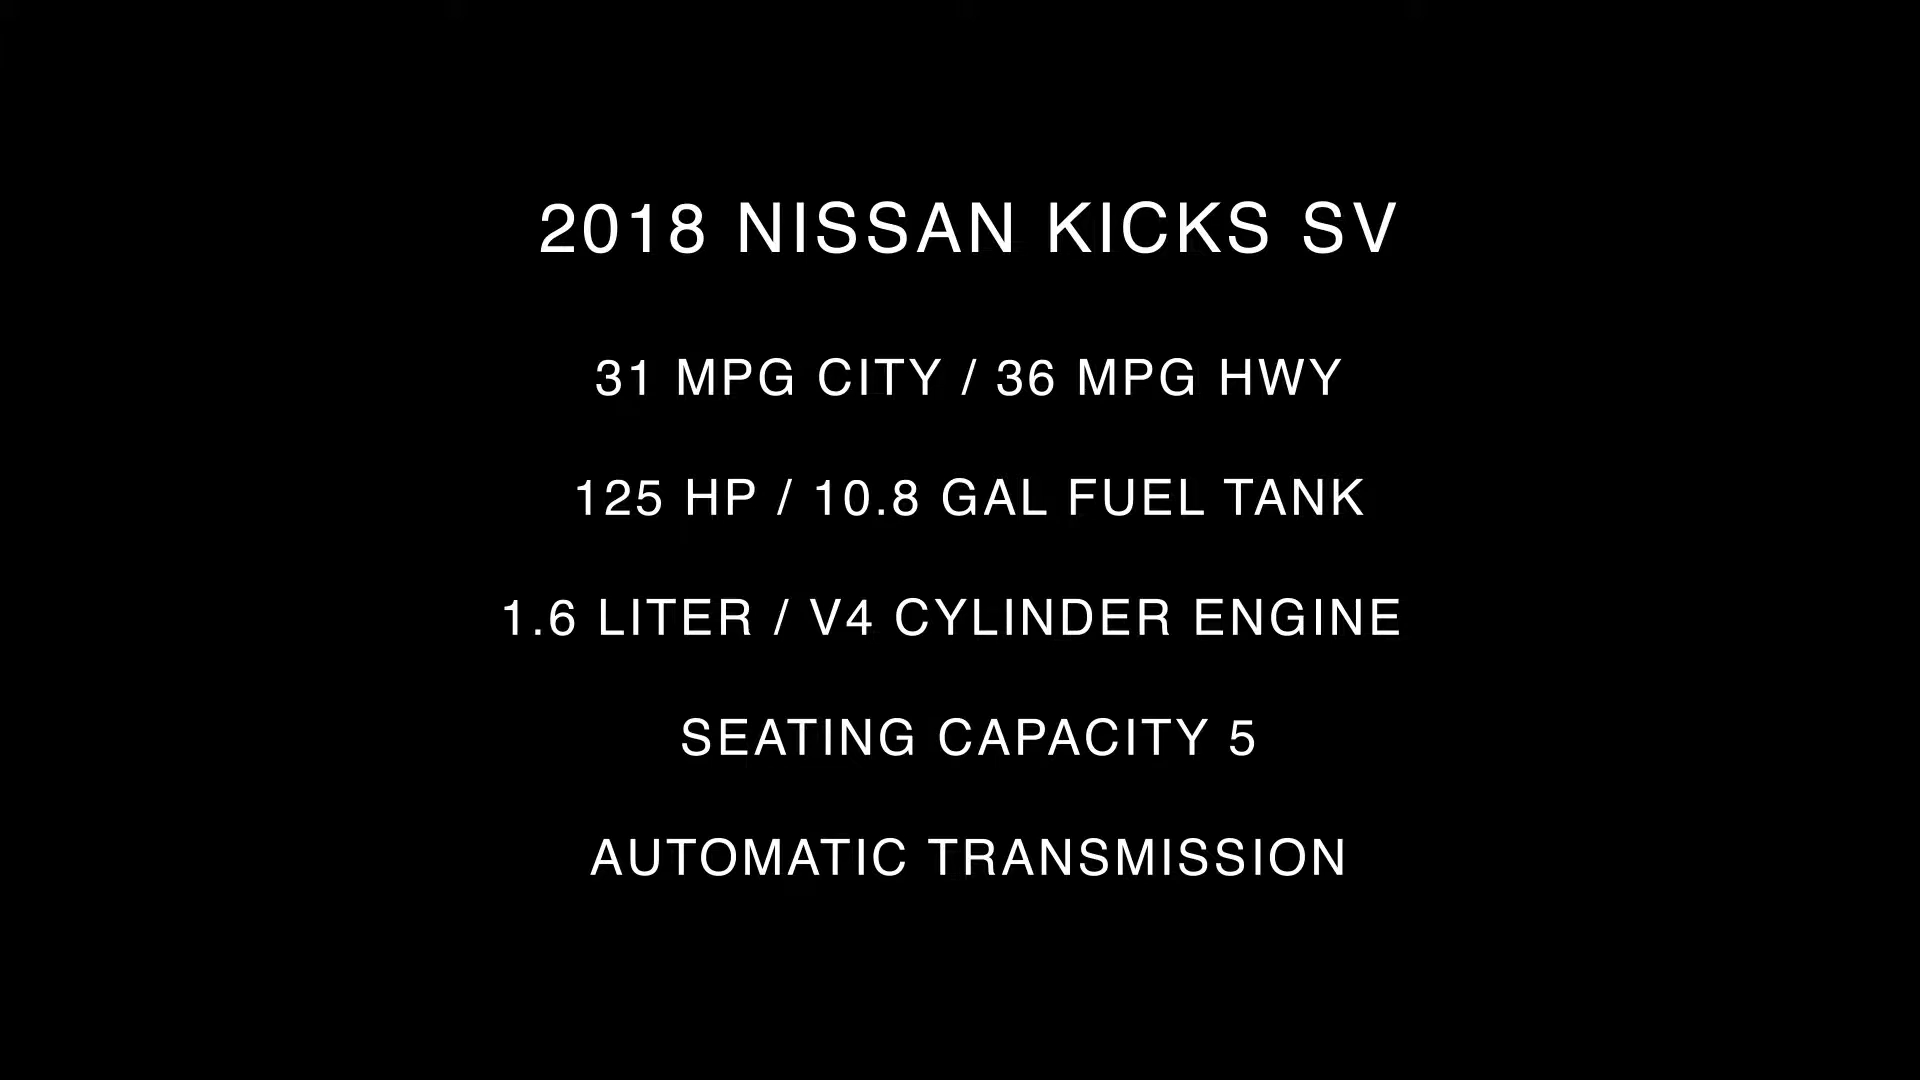 2018 NISSAN KICKS SV
31 MPG CITY / 36 MPG HWY
125 HP / 10.8 GAL FUEL TANK
1.6 LITER / V4 CYLINDER ENGINE
SEATING CAPACITY 5
AUTOMATIC TRANSMISSION